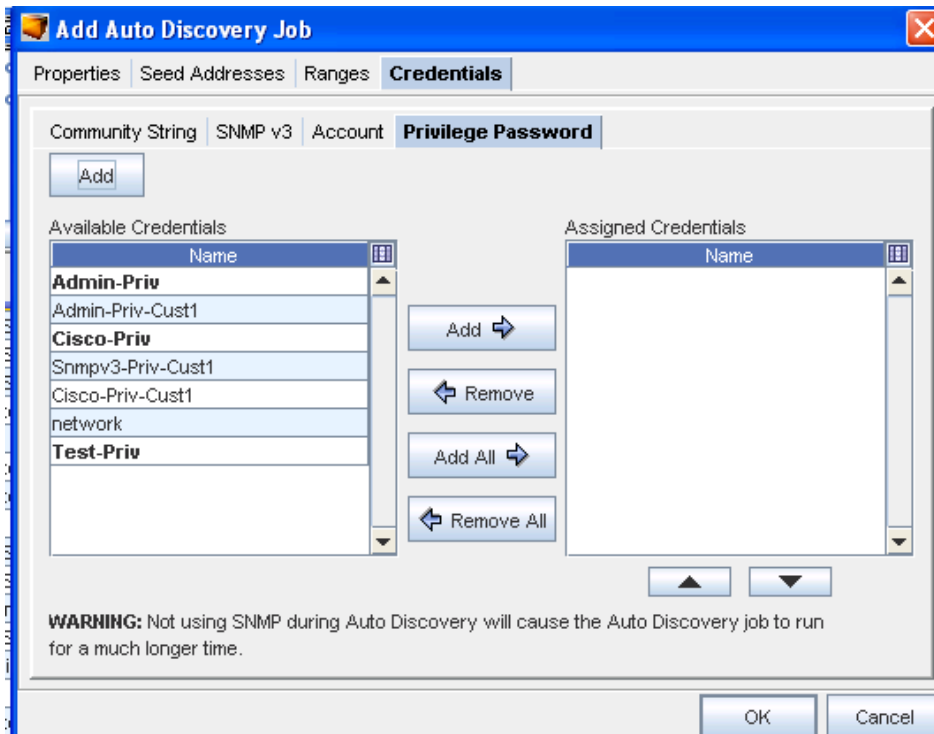 Add Auto Discovery Job
Properties Seed Addresses Ranges Credentials
Community String SNMP v3 Account Privilege Password
Add
Available Credentials
Name
Admin-Priv
Admin-Priv-Cust1
Cisco-Priv
Snmpv3-Priv-Cust1
Cisco-Priv-Cust1
network
Test-Priv
Add
Remove
Add All
Remove All
Assigned Credentials
Name
WARNING: Not using SNMP during Auto Discovery will cause the Auto Discovery job to run
for a much longer time.
OK Cancel